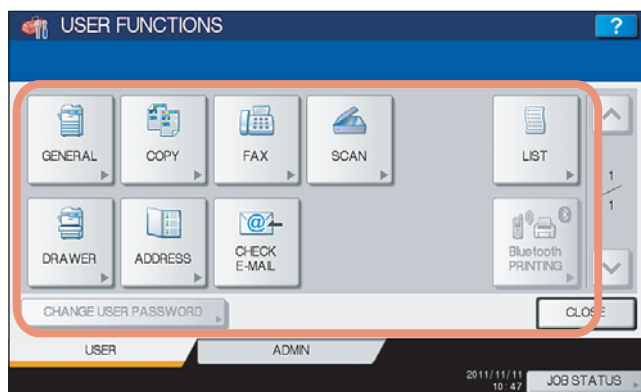 USER FUNCTIONS
?
GENERAL
COPY
FAX
SCAN
LIST
1
1
DRAWER
ADDRESS
@
CHECK
E-MAIL
Bluetooth
PRINTING
CHANGE USER PASSWORD
CLOSE
USER
ADMIN
2011/11/11
10:47
JOB STATUS